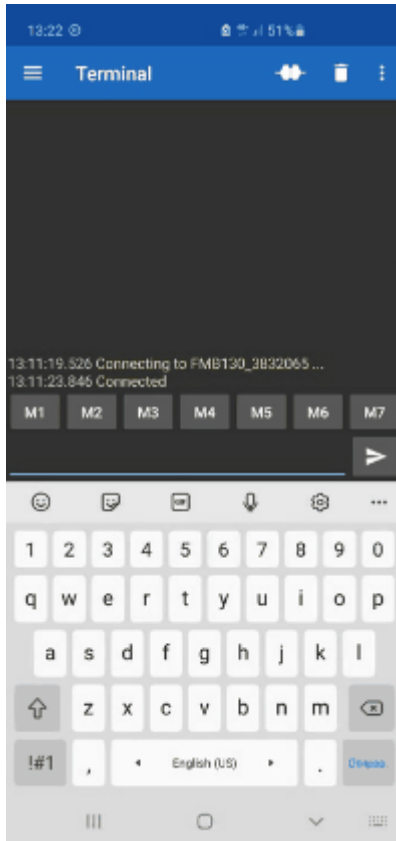 13:22 51%
Terminal
13:11:19.526 Connecting to FMB130_3832065 ...
13:11:23.846 Connected
M1 M2 M3 M4 M5 M6 M7
GIF
1 2 3 4 5 6 7 8 9 0
q w e r t y u i o p
a s d f g h j k l
z x c v b n m
!#1 , English (US) .